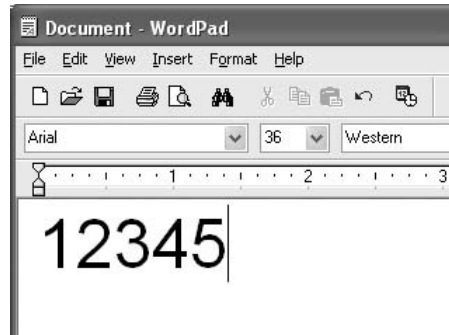 Document - WordPad
File Edit View Insert Format Help
Arial 36 Western
1 2 3
12345